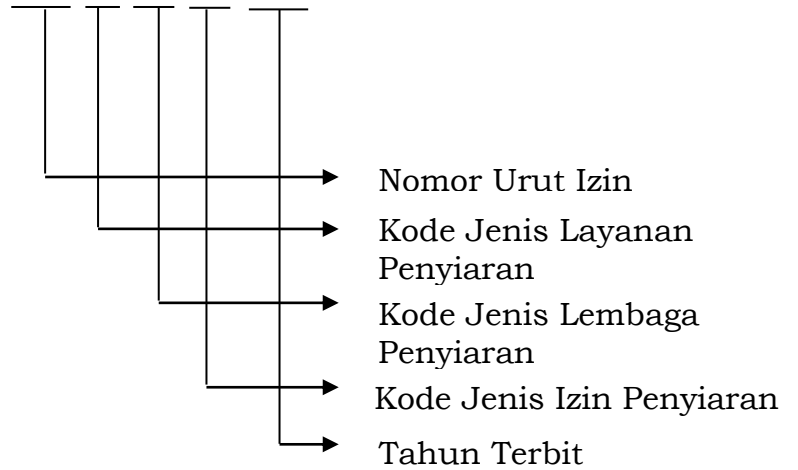 Nomor Urut Izin
Kode Jenis Layanan
Penyiaran
Kode Jenis Lembaga
Penyiaran
Kode Jenis Izin Penyiaran
Tahun Terbit